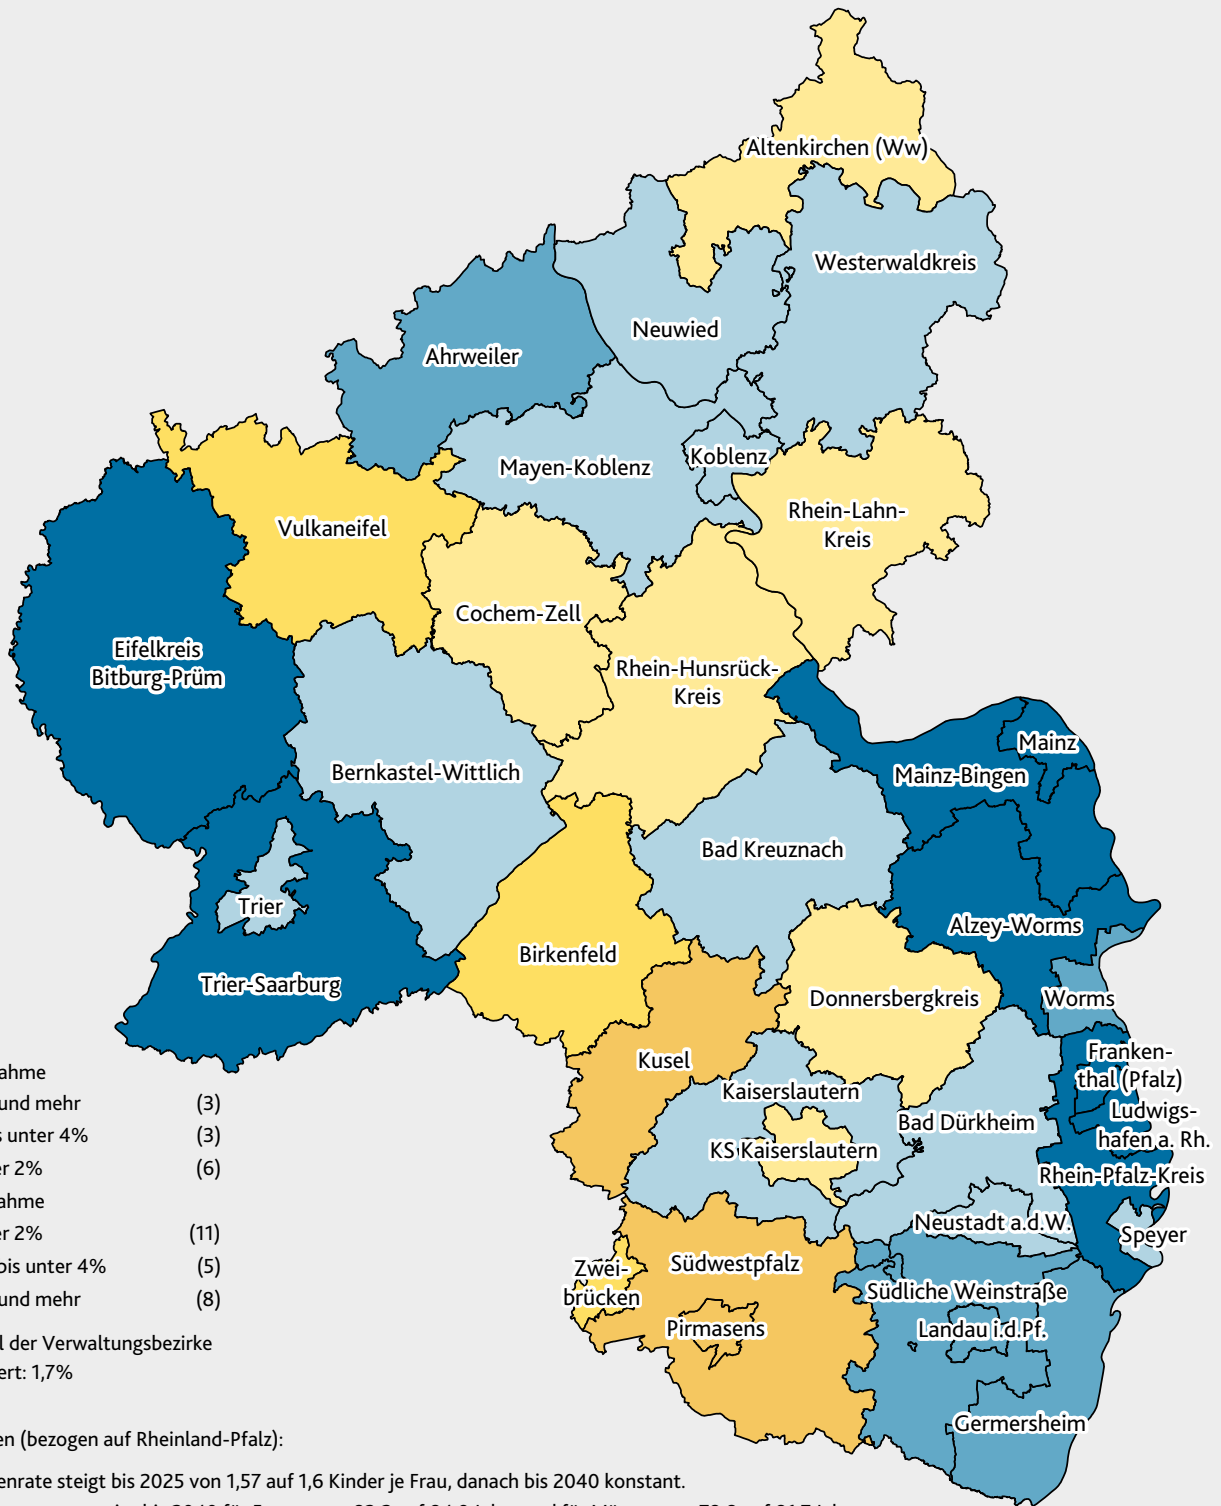 Altenkirchen (Ww)
Westerwaldkreis
Neuwied
Ahrweiler
Koblenz
Mayen-Koblenz
Rhein-Lahn-
Kreis
Vulkaneifel
Cochem-Zell
Eifelkreis
Bitburg-Prüm
Rhein-Hunsrück-
Kreis
Mainz
Mainz-Bingen
Bernkastel-Wittlich
Bad Kreuznach
Trier
Alzey-Worms
Birkenfeld
Trier-Saarburg
Donnersbergkreis
Worms
Kusel
Franken-
thal (Pfalz)
Kaiserslautern
Ludwigs-
hafen a. Rh.
Bad Dürkheim
KS Kaiserslautern
Rhein-Pfalz-Kreis
Neustadt a.d.W.
Speyer
Südwestpfalz
Zwei-
brücken
Südliche Weinstraße
Pirmasens
Landau i.d.Pf.
Germersheim
ahme
und mehr (3)
s unter 4% (3)
er 2% (6)
ahme
er 2% (11)
bis unter 4% (5)
und mehr (8)
l der Verwaltungsbezirke
ert: 1,7%
en (bezogen auf Rheinland-Pfalz):
enrate steigt bis 2025 von 1,57 auf 1,6 Kinder je Frau, danach bis 2040 konstant.